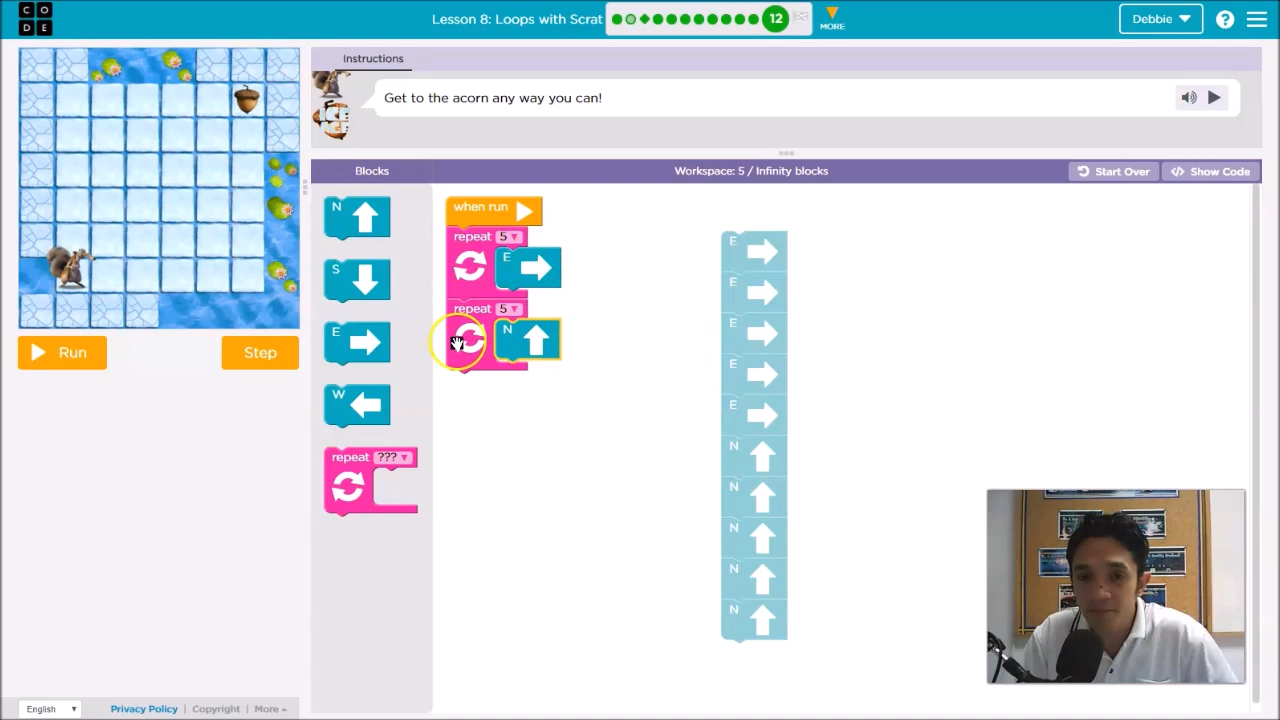 C O
D E
Lesson 8: Loops with Scrat
12
MORE
Debbie
?
Instructions
Get to the acorn any way you can!
Blocks
Workspace: 5 / Infinity blocks
Start Over
Show Code
N
S
E
W
repeat ???
when run
repeat 5
E
repeat 5
N
E
E
E
E
E
N
N
N
N
N
Run
Step
English
Privacy Policy | Copyright | More